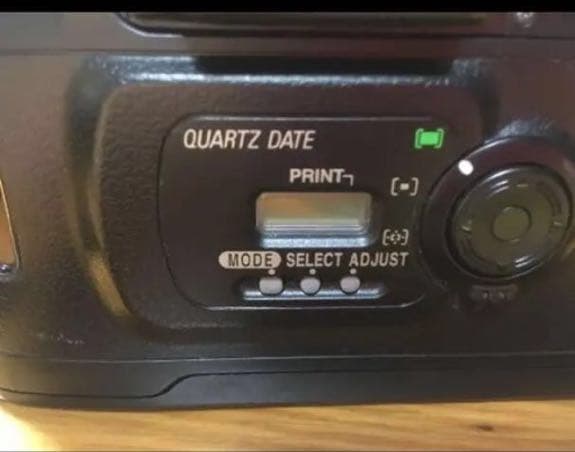 QUARTZ DATE
PRINT
MODE SELECT ADJUST